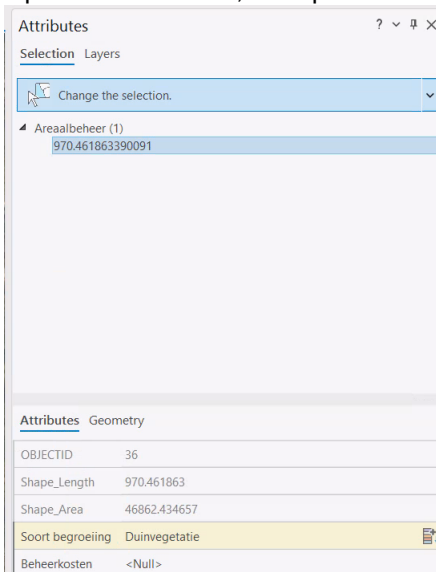 Attributes
Selection Layers
Change the selection.
Areaalbeheer (1)
970.461863390091
Attributes Geometry
OBJECTID 36
Shape_Length 970.461863
Shape_Area 46862.434657
Soort begroeiing Duinvegetatie
Beheerkosten <Null>